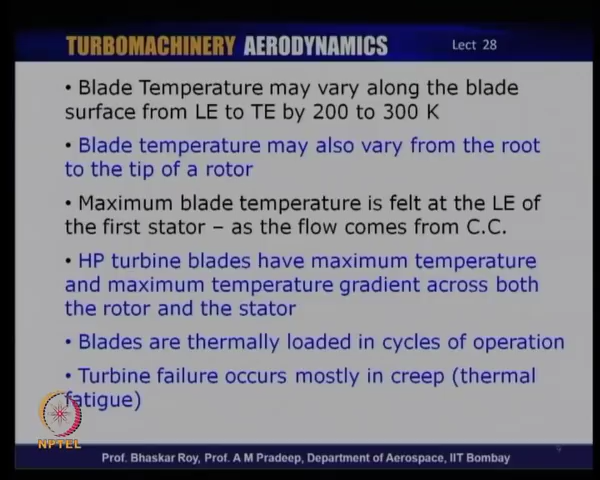 TURBOMACHINERY AERODYNAMICS Lect 28
• Blade Temperature may vary along the blade
surface from LE to TE by 200 to 300 K
• Blade temperature may also vary from the root
to the tip of a rotor
• Maximum blade temperature is felt at the LE of
the first stator – as the flow comes from C.C.
• HP turbine blades have maximum temperature
and maximum temperature gradient across both
the rotor and the stator
• Blades are thermally loaded in cycles of operation
• Turbine failure occurs mostly in creep (thermal
fatigue)
NPTEL
Prof. Bhaskar Roy, Prof. A M Pradeep, Department of Aerospace, IIT Bombay
9